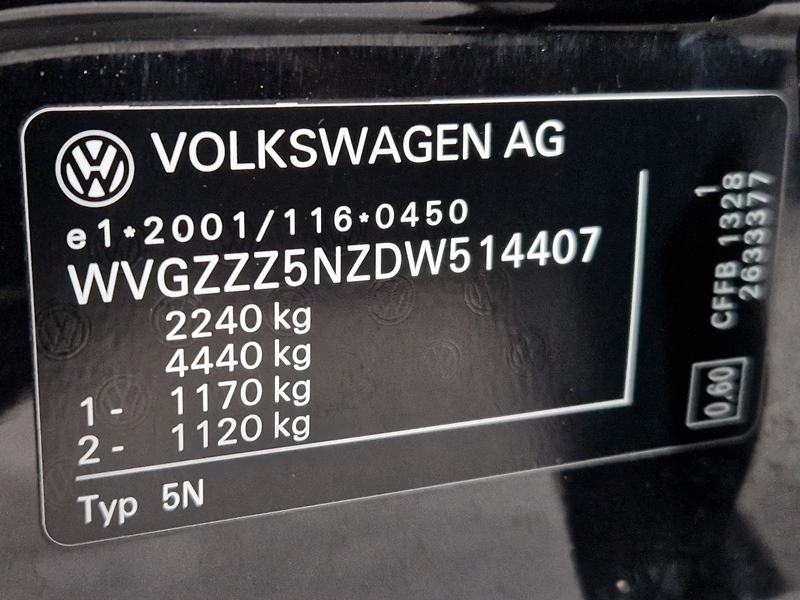 VOLKSWAGEN AG
e1*2001/116*0450
WVGZZZ5NZDW514407
2240 kg
4440 kg
1 - 1170 kg
2 - 1120 kg
Typ 5N
1
CFFB 1328
2633377
0.60